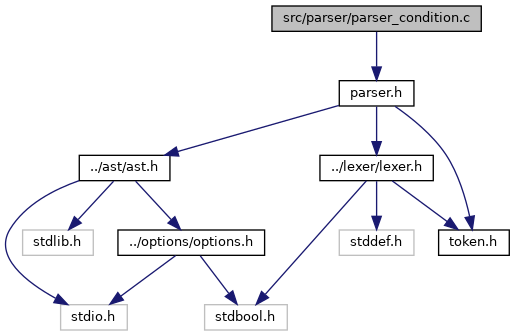 src/parser/parser_condition.c
parser.h
../ast/ast.h
../lexer/lexer.h
stdlib.h
../options/options.h
stddef.h
token.h
stdio.h
stdbool.h